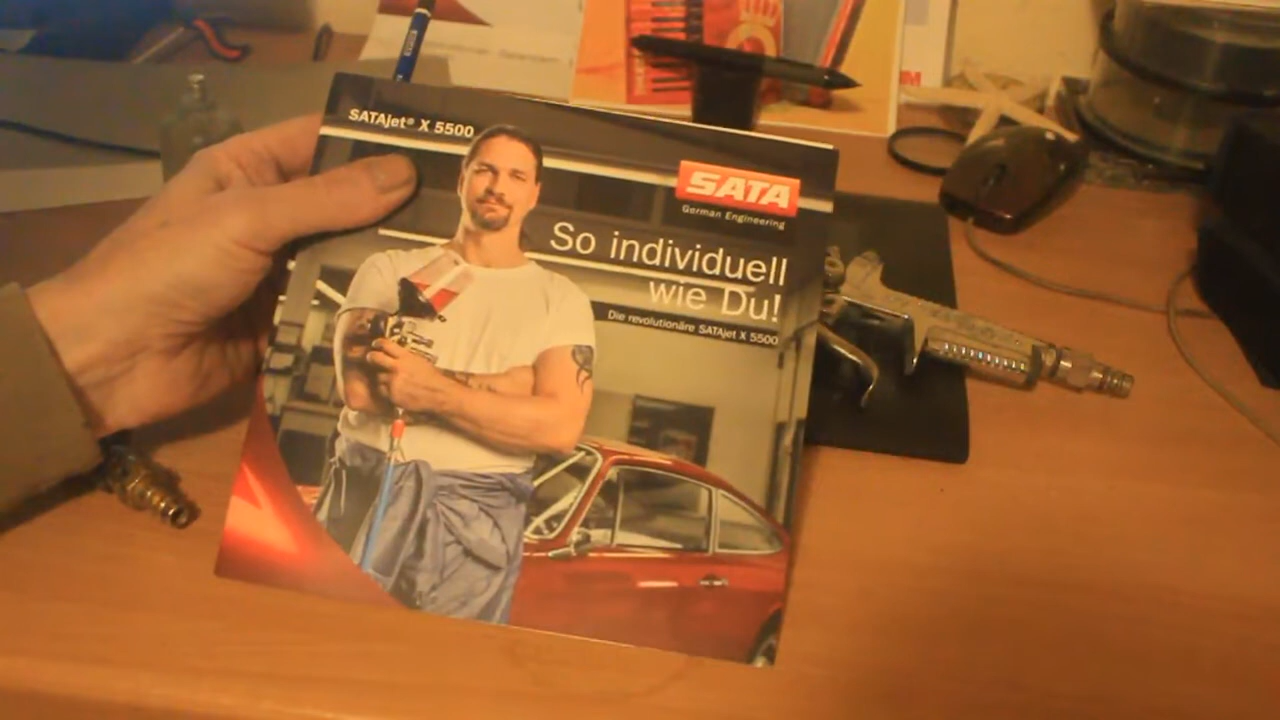 SATAjet® X 5500
SATA
German Engineering
So individuell
wie Du!
Die revolutionäre SATAjet X 5500